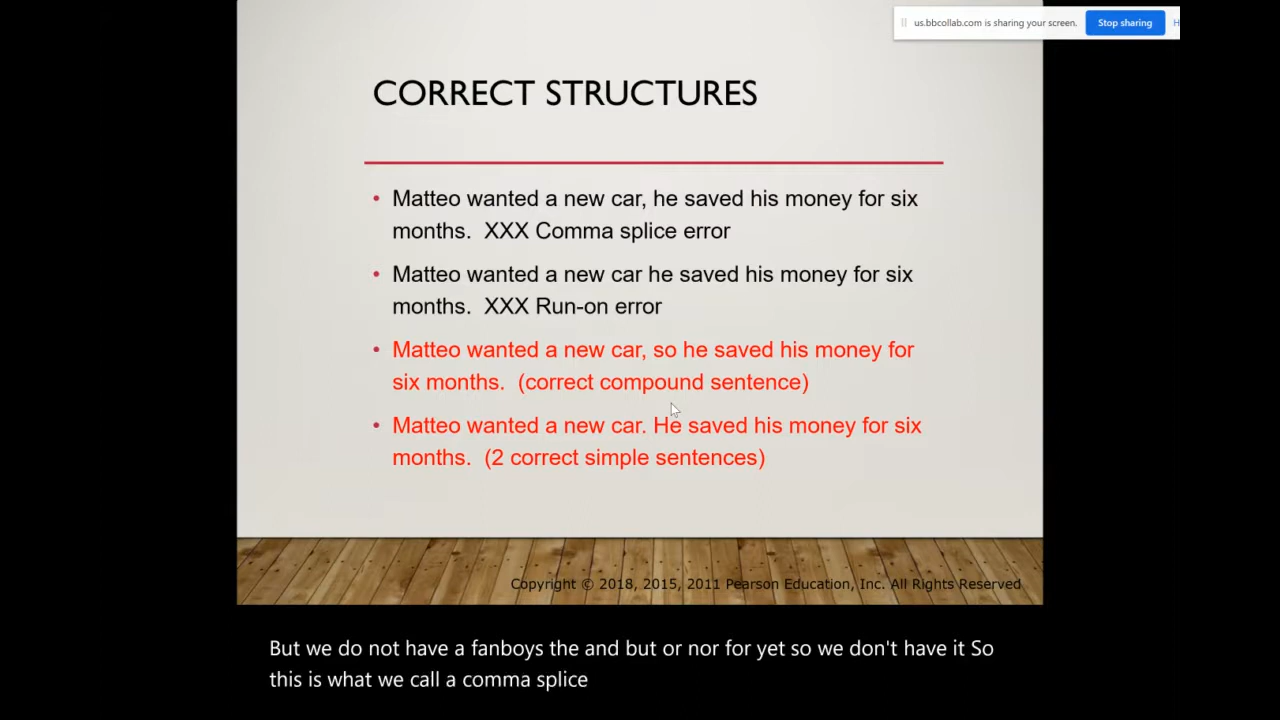 us.bbcollab.com is sharing your screen. Stop sharing H
CORRECT STRUCTURES
• Matteo wanted a new car, he saved his money for six
months.  XXX Comma splice error
• Matteo wanted a new car he saved his money for six
months.  XXX Run-on error
• Matteo wanted a new car, so he saved his money for
six months.  (correct compound sentence)
• Matteo wanted a new car. He saved his money for six
months.  (2 correct simple sentences)
Copyright © 2018, 2015, 2011 Pearson Education, Inc. All Rights Reserved
But we do not have a fanboys the and but or nor for yet so we don't have it So
this is what we call a comma splice